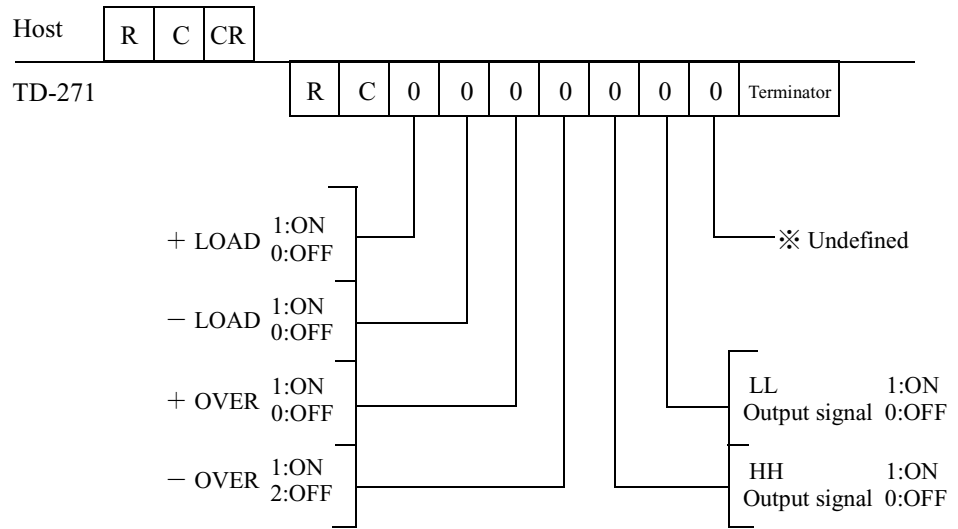 Host R C CR
TD-271 R C 0 0 0 0 0 0 0 Terminator
+ LOAD 1:ON
0:OFF
※ Undefined
− LOAD 1:ON
0:OFF
+ OVER 1:ON
0:OFF
LL 1:ON
Output signal 0:OFF
− OVER 1:ON
2:OFF
HH 1:ON
Output signal 0:OFF